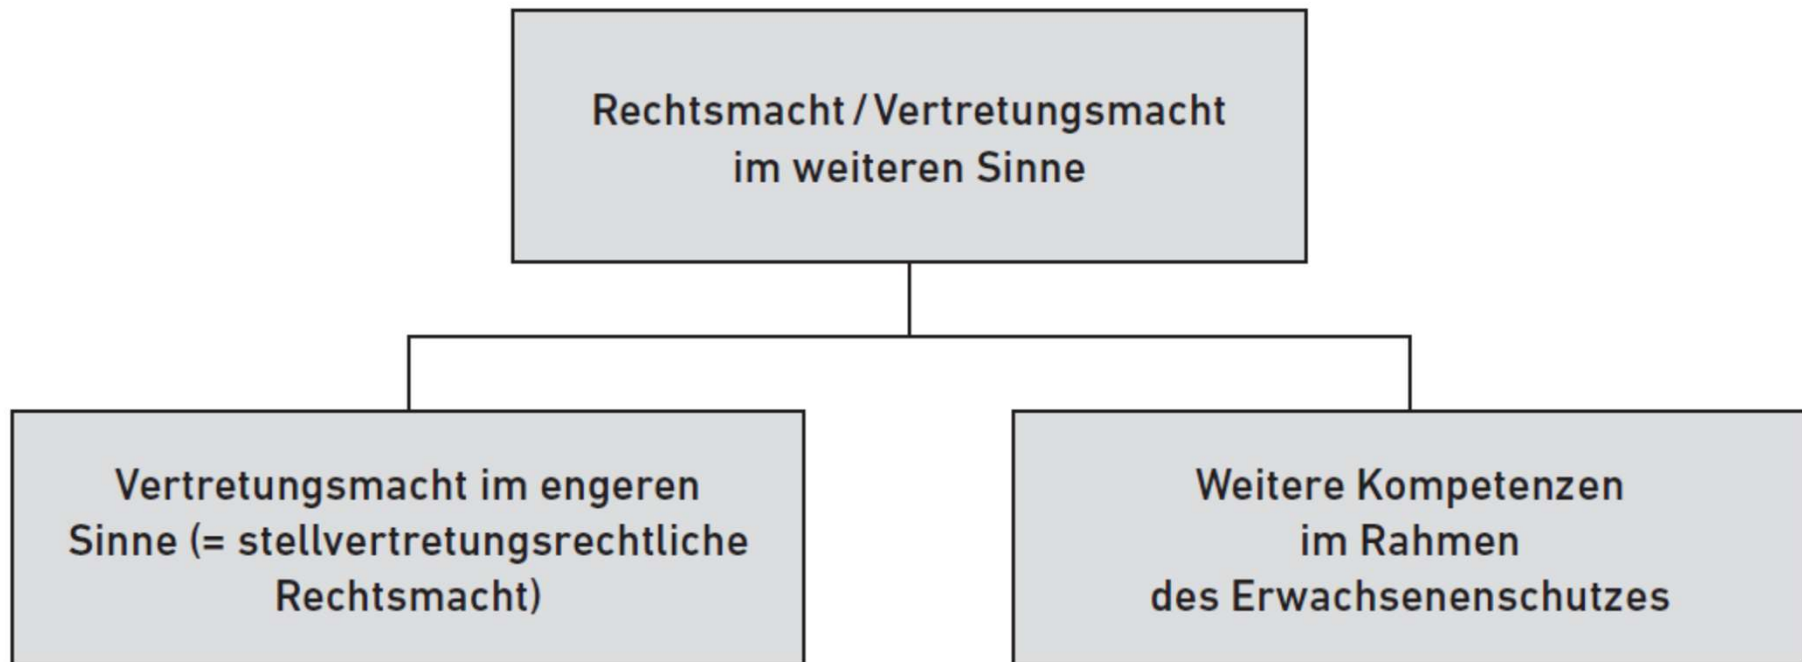 Rechtsmacht / Vertretungsmacht
im weiteren Sinne
Vertretungsmacht im engeren
Sinne (= stellvertretungsrechtliche
Rechtsmacht)
Weitere Kompetenzen
im Rahmen
des Erwachsenenschutzes